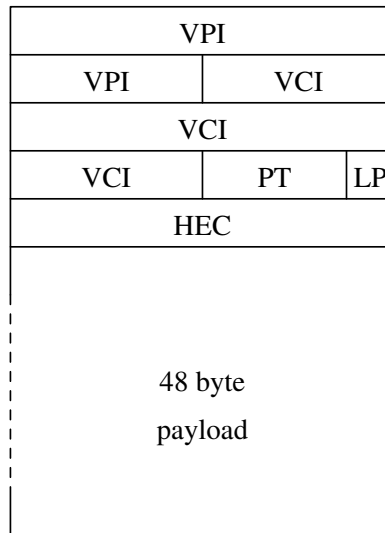 VPI
VPI VCI
VCI
VCI PT LP
HEC
48 byte
payload